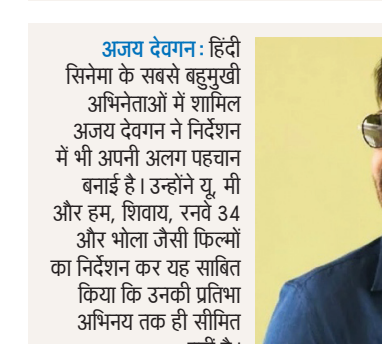 अजय देवगन : हिंदी
सिनेमा के सबसे बहुमुखी
अभिनेताओं में शामिल
अजय देवगन ने निर्देशन
में भी अपनी अलग पहचान
बनाई है। उन्होंने यू, मी
और हम, शिवाय, रनवे 34
और भोला जैसी फिल्मों
का निर्देशन कर यह साबित
किया कि उनकी प्रतिभा
अभिनय तक ही सीमित